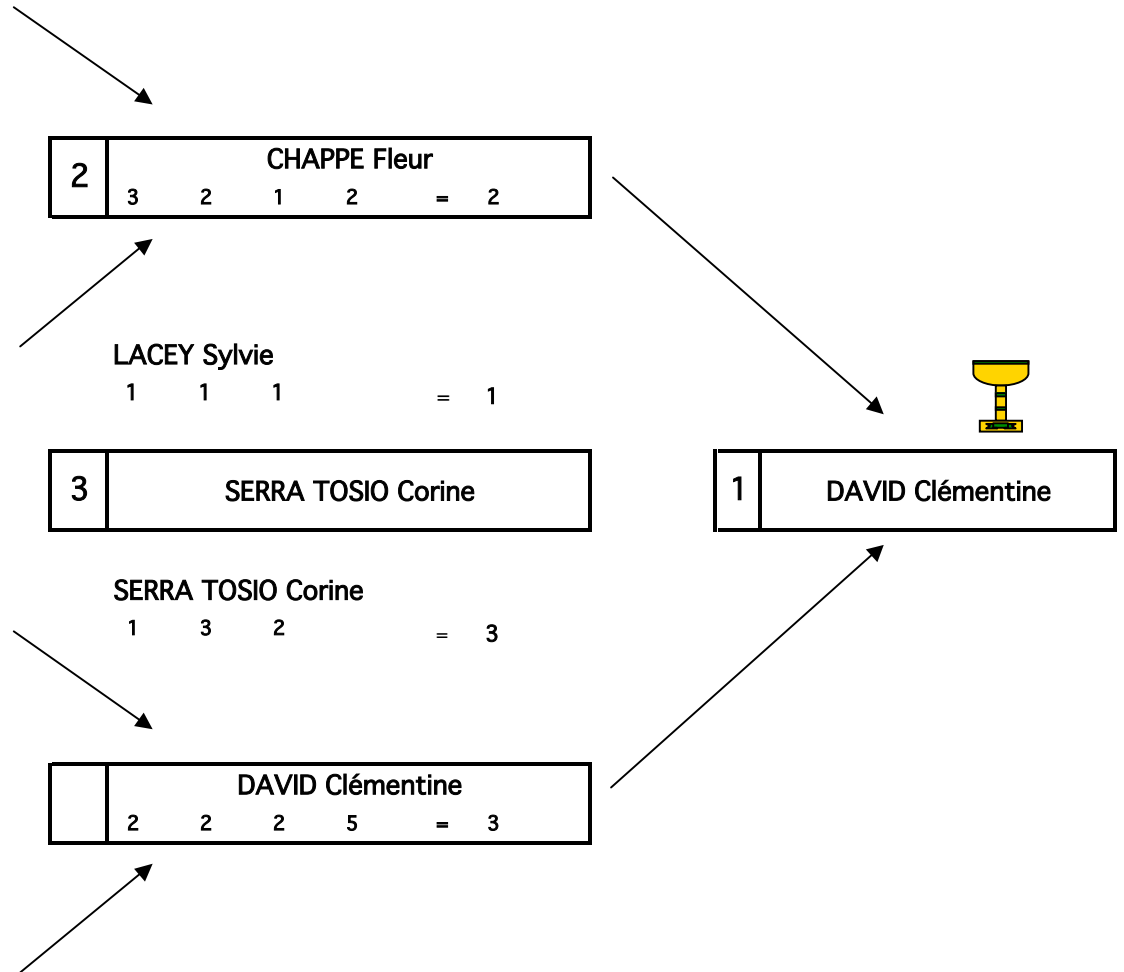 2 CHAPPE Fleur
3 2 1 2 = 2
LACEY Sylvie
1 1 1 = 1
3 SERRA TOSIO Corine
1 DAVID Clémentine
SERRA TOSIO Corine
1 3 2 = 3
DAVID Clémentine
2 2 2 5 = 3